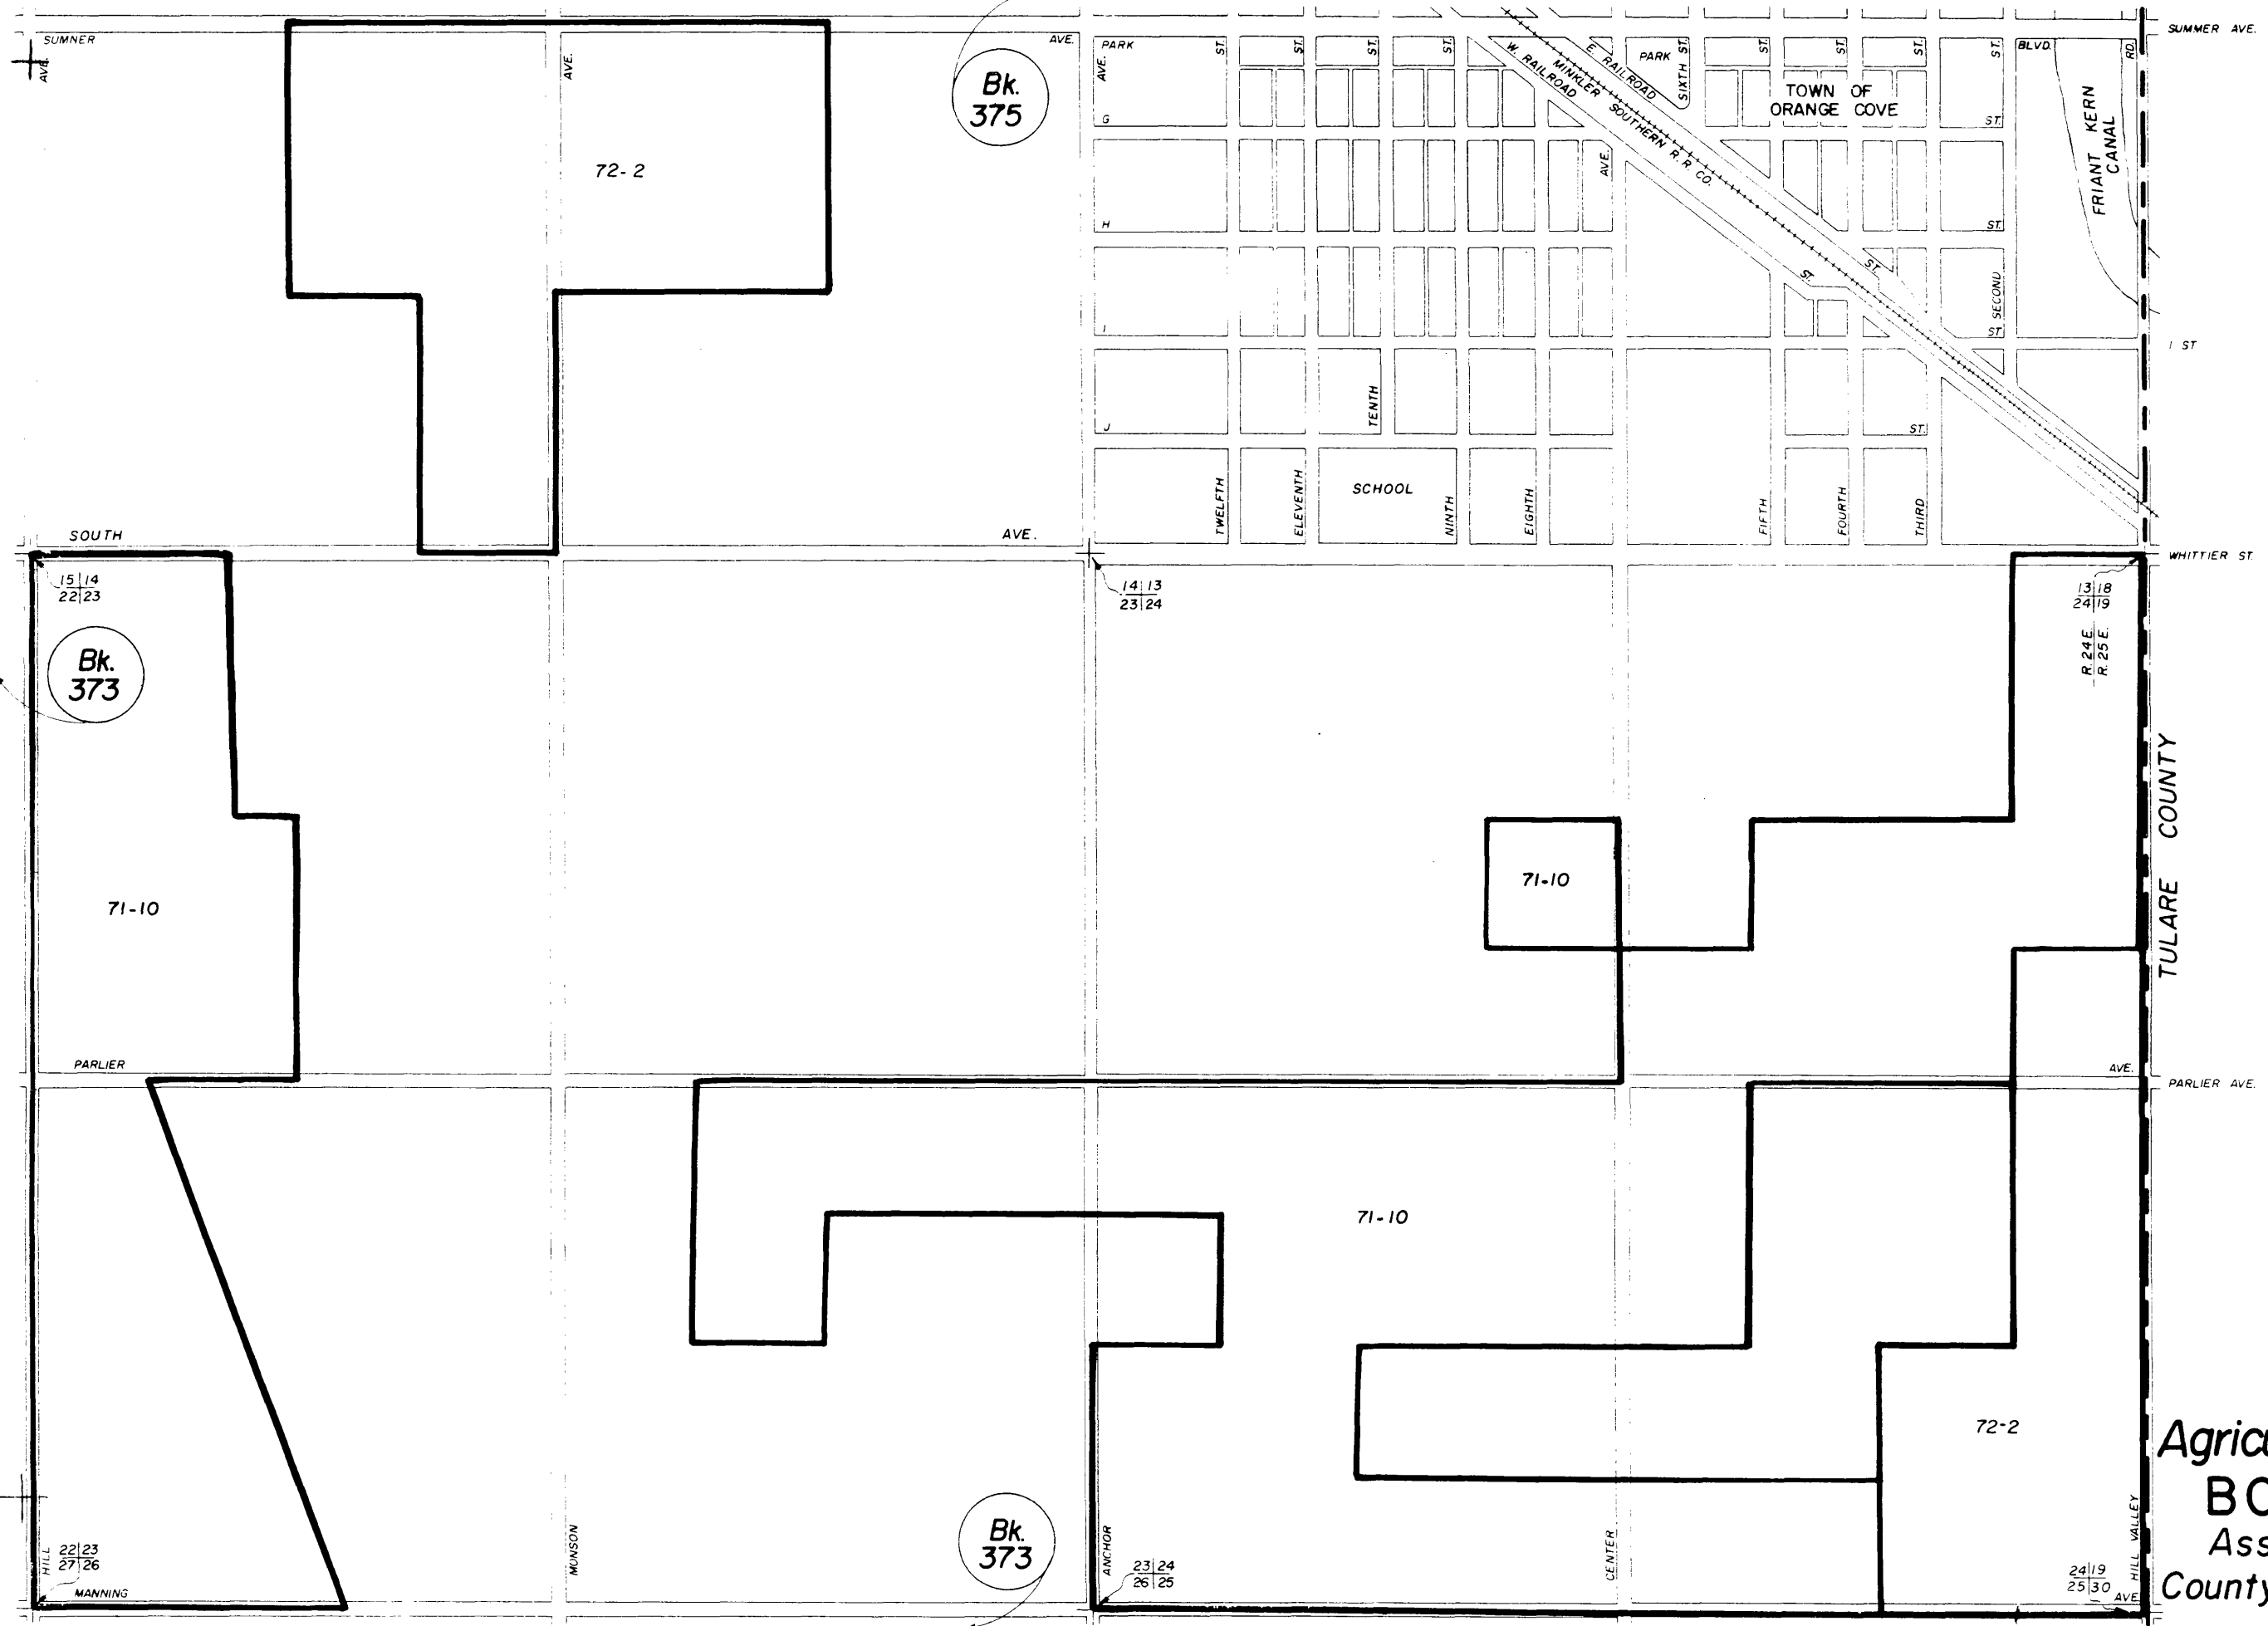 SUMNER
AVE.
AVE.
AVE.
Bk.
375
72-2
PARK
AVE.
G
H
I
J
ST.
ST.
ST.
ST.
W. RAILROAD
MINKLER SOUTHERN R. R. CO.
E. RAILROAD
PARK
SIXTH ST.
ST.
ST.
ST.
ST.
BLVD.
RD.
SUMMER AVE.
TOWN OF
ORANGE COVE
FRIANT KERN
CANAL
AVE.
ST.
ST.
ST.
ST.
SECOND
ST.
I ST
TENTH
ST.
SCHOOL
TWELFTH
ELEVENTH
NINTH
EIGHTH
FIFTH
FOURTH
THIRD
SOUTH
AVE.
WHITTIER ST.
15|14
22|23
14|13
23|24
13|18
24|19
R. 24 E.
R. 25 E.
Bk.
373
TULARE COUNTY
71-10
71-10
PARLIER
AVE.
PARLIER AVE.
71-10
72-2
Bk.
373
HILL
22|23
27|26
MANNING
MONSON
ANCHOR
23|24
26|25
CENTER
24|19
25|30
HILL VALLEY
AVE.
Agricu
BO
Ass
County